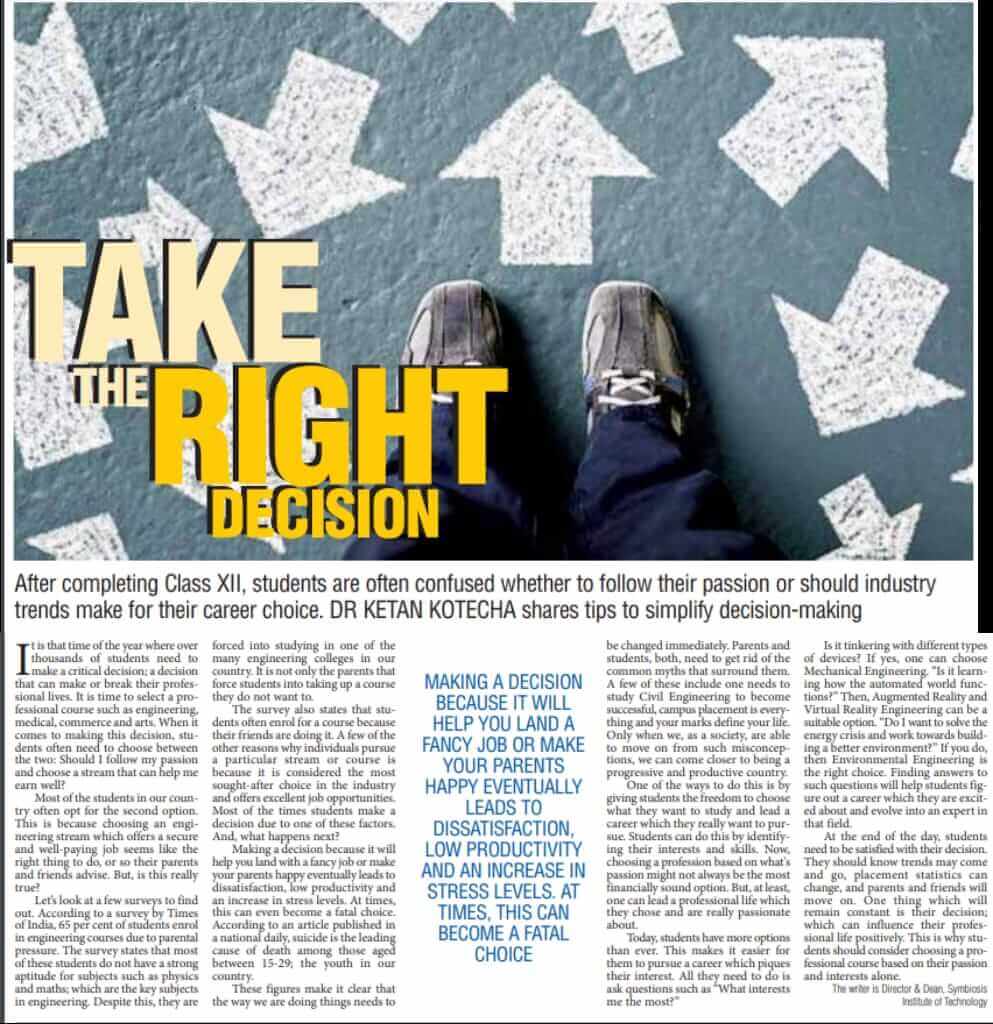 TAKE
THE RIGHT
DECISION
After completing Class XII, students are often confused whether to follow their passion or should industry
trends make for their career choice. DR KETAN KOTECHA shares tips to simplify decision-making
It is that time of the year where over
thousands of students need to
make a critical decision; a decision
that can make or break their profes-
sional lives. It is time to select a pro-
fessional course such as engineering,
medical, commerce and arts. When it
comes to making this decision, stu-
dents often need to choose between
the two: Should I follow my passion
and choose a stream that can help me
earn well?
Most of the students in our coun-
try often opt for the second option.
This is because choosing an engi-
neering stream which offers a secure
and well-paying job seems like the
right thing to do, or so their parents
and friends advise. But, is this really
true?
Let's look at a few surveys to find
out. According to a survey by Times
of India, 65 per cent of students enrol
in engineering courses due to parental
pressure. The survey states that most
of these students do not have a strong
aptitude for subjects such as physics
and maths; which are the key subjects
in engineering. Despite this, they are
forced into studying in one of the
many engineering colleges in our
country. It is not only the parents that
force students into taking up a course
they do not want to.
The survey also states that stu-
dents often enrol for a course because
their friends are doing it. A few of the
other reasons why individuals pursue
a particular stream or course is
because it is considered the most
sought-after choice in the industry
and offers excellent job opportunities.
Most of the times students make a
decision due to one of these factors.
And, what happens next?
Making a decision because it will
help you land with a fancy job or make
your parents happy eventually leads to
dissatisfaction, low productivity and
an increase in stress levels. At times,
this can even become a fatal choice.
According to an article published in
a national daily, suicide is the leading
cause of death among those aged
between 15-29; the youth in our
country.
These figures make it clear that
the way we are doing things needs to
MAKING A DECISION
BECAUSE IT WILL
HELP YOU LAND A
FANCY JOB OR MAKE
YOUR PARENTS
HAPPY EVENTUALLY
LEADS TO
DISSATISFACTION,
LOW PRODUCTIVITY
AND AN INCREASE IN
STRESS LEVELS. AT
TIMES, THIS CAN
BECOME A FATAL
CHOICE
be changed immediately. Parents and
students, both, need to get rid of the
common myths that surround them.
A few of these include one needs to
study Civil Engineering to become
successful, campus placement is every-
thing and your marks define your life.
Only when we, as a society, are able
to move on from such misconcep-
tions, we can come closer to being a
progressive and productive country.
One of the ways to do this is by
giving students the freedom to choose
what they want to study and lead a
career which they really want to pur-
sue. Students can do this by identify-
ing their interests and skills. Now,
choosing a profession based on what's
passion might not always be the most
financially sound option. But, at least,
one can lead a professional life which
they chose and are really passionate
about.
Today, students have more options
than ever. This makes it easier for
them to pursue a career which piques
their interest. All they need to do is
ask questions such as "What interests
me the most?"
Is it tinkering with different types
of devices? If yes, one can choose
Mechanical Engineering. "Is it learn-
ing how the automated world func-
tions?" Then, Augmented Reality and
Virtual Reality Engineering can be a
suitable option. "Do I want to solve the
energy crisis and work towards build-
ing a better environment?" If you do,
then Environmental Engineering is
the right choice. Finding answers to
such questions will help students fig-
ure out a career which they are excit-
ed about and evolve into an expert in
that field.
At the end of the day, students
need to be satisfied with their decision.
They should know trends may come
and go, placement statistics can
change, and parents and friends will
move on. One thing which will
remain constant is their decision;
which can influence their profes-
sional life positively. This is why stu-
dents should consider choosing a pro-
fessional course based on their passion
and interests alone.
The writer is Director & Dean, Symbiosis
Institute of Technology